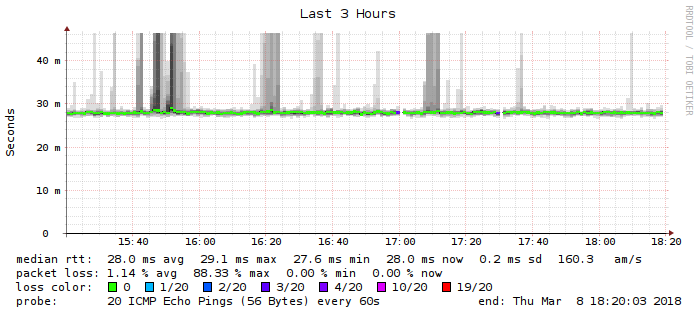 Last 3 Hours
RRDTOOL / TOBI OETIKER
Seconds
40 m
30 m
20 m
10 m
0
15:40 16:00 16:20 16:40 17:00 17:20 17:40 18:00 18:20
median rtt: 28.0 ms avg 29.1 ms max 27.6 ms min 28.0 ms now 0.2 ms sd 160.3 am/s
packet loss: 1.14 % avg 88.33 % max 0.00 % min 0.00 % now
loss color: 0 1/20 2/20 3/20 4/20 10/20 19/20
probe: 20 ICMP Echo Pings (56 Bytes) every 60s end: Thu Mar 8 18:20:03 2018